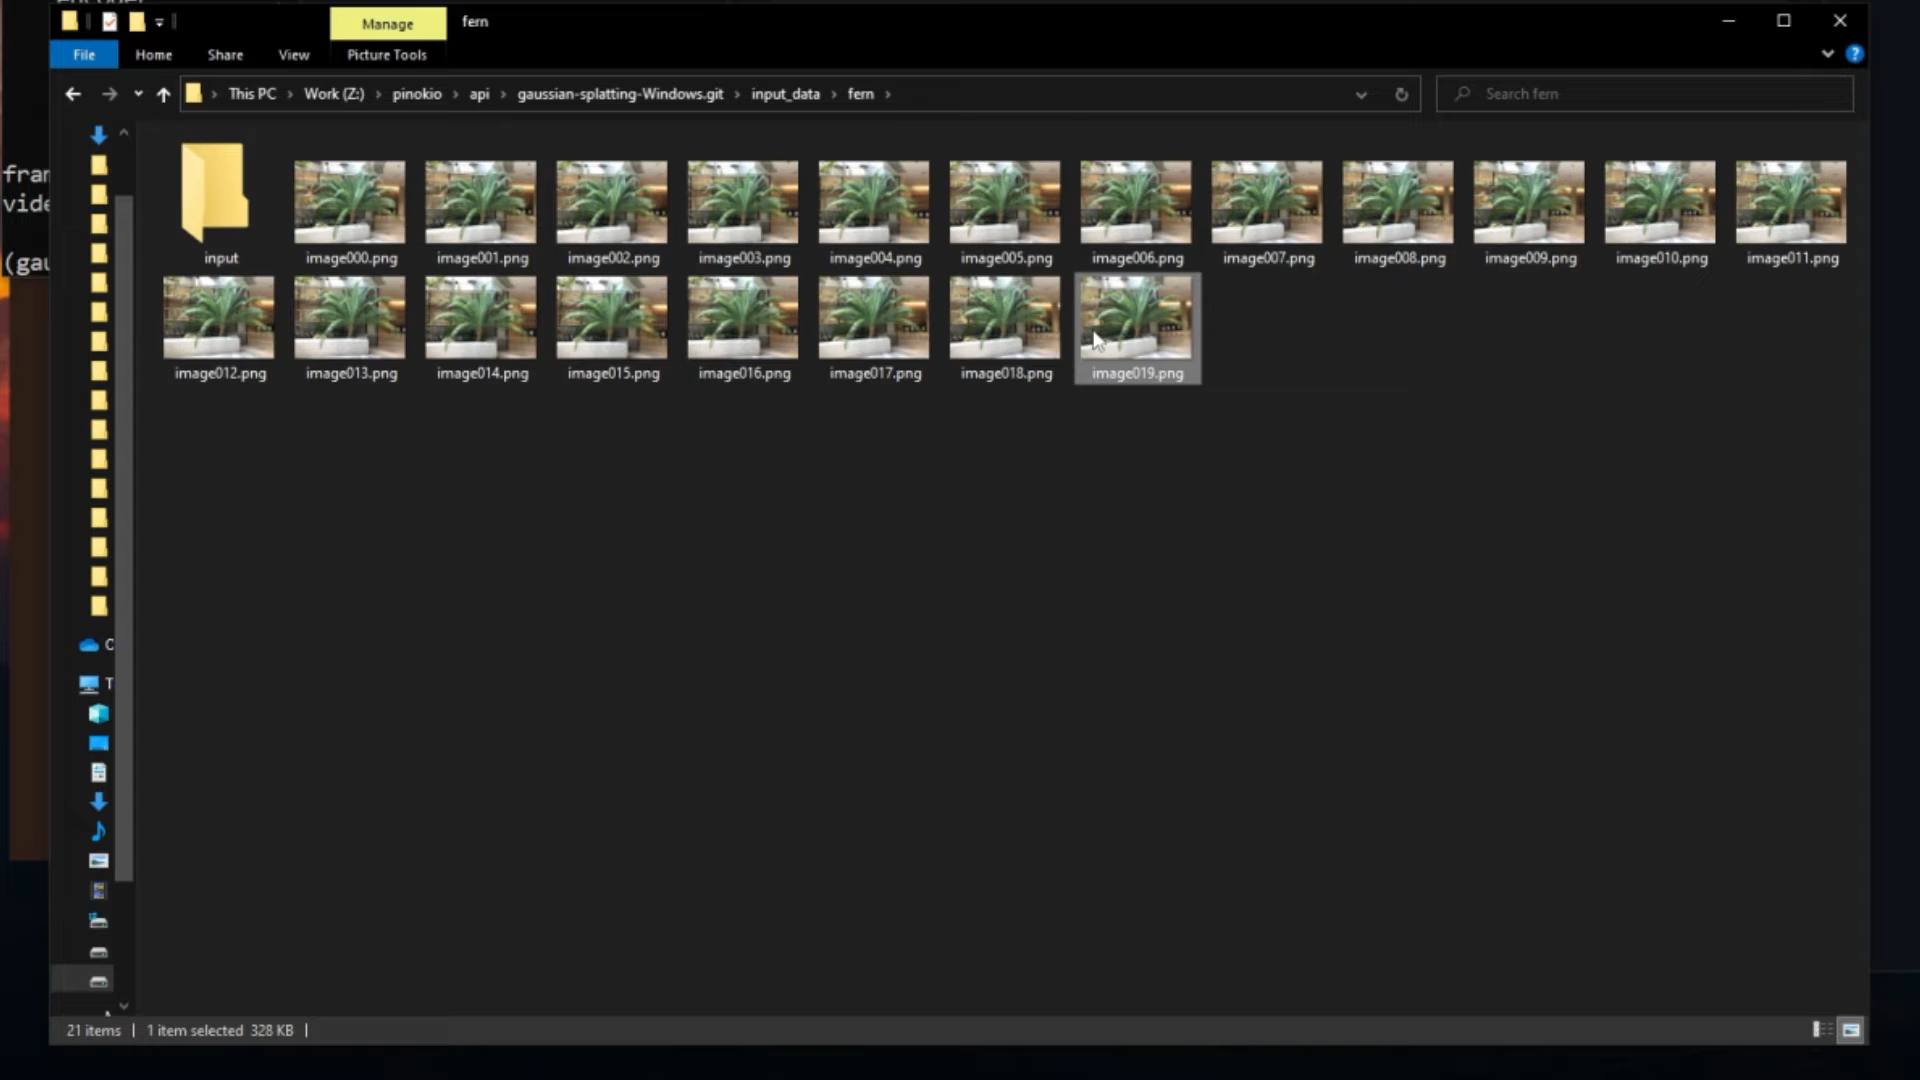 Manage fern
File Home Share View Picture Tools
This PC Work (Z:) pinokio api gaussian-splatting-Windows.git input_data fern Search fern
fran
vide
(gau
input image000.png image001.png image002.png image003.png image004.png image005.png image006.png image007.png image008.png image009.png image010.png image011.png
image012.png image013.png image014.png image015.png image016.png image017.png image018.png image019.png
21 items 1 item selected 328 KB